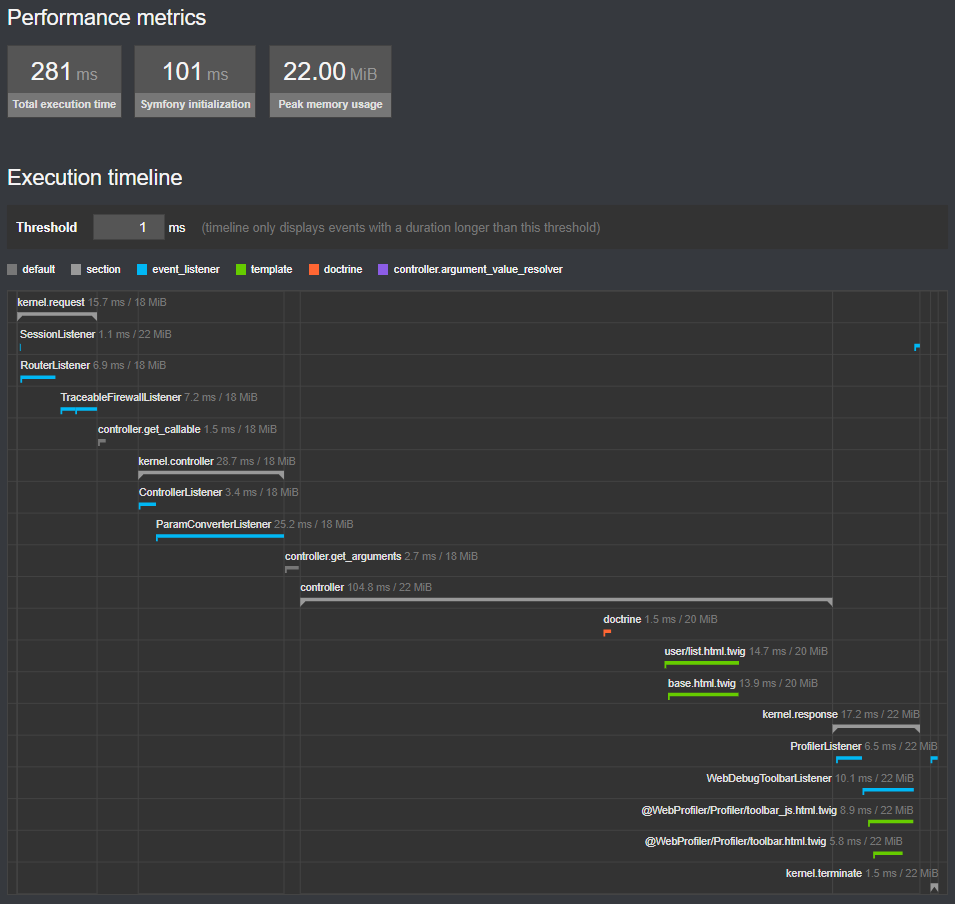 Performance metrics
281 ms
101 ms
22.00 MiB
Total execution time
Symfony initialization
Peak memory usage
Execution timeline
Threshold 1 ms (timeline only displays events with a duration longer than this threshold)
default section event_listener template doctrine controller.argument_value_resolver
kernel.request 15.7 ms / 18 MiB
SessionListener 1.1 ms / 22 MiB
RouterListener 6.9 ms / 18 MiB
TraceableFirewallListener 7.2 ms / 18 MiB
controller.get_callable 1.5 ms / 18 MiB
kernel.controller 28.7 ms / 18 MiB
ControllerListener 3.4 ms / 18 MiB
ParamConverterListener 25.2 ms / 18 MiB
controller.get_arguments 2.7 ms / 18 MiB
controller 104.8 ms / 22 MiB
doctrine 1.5 ms / 20 MiB
user/list.html.twig 14.7 ms / 20 MiB
base.html.twig 13.9 ms / 20 MiB
kernel.response 17.2 ms / 22 MiB
ProfilerListener 6.5 ms / 22 MiB
WebDebugToolbarListener 10.1 ms / 22 MiB
@WebProfiler/Profiler/toolbar_js.html.twig 8.9 ms / 22 MiB
@WebProfiler/Profiler/toolbar.html.twig 5.8 ms / 22 MiB
kernel.terminate 1.5 ms / 22 MiB